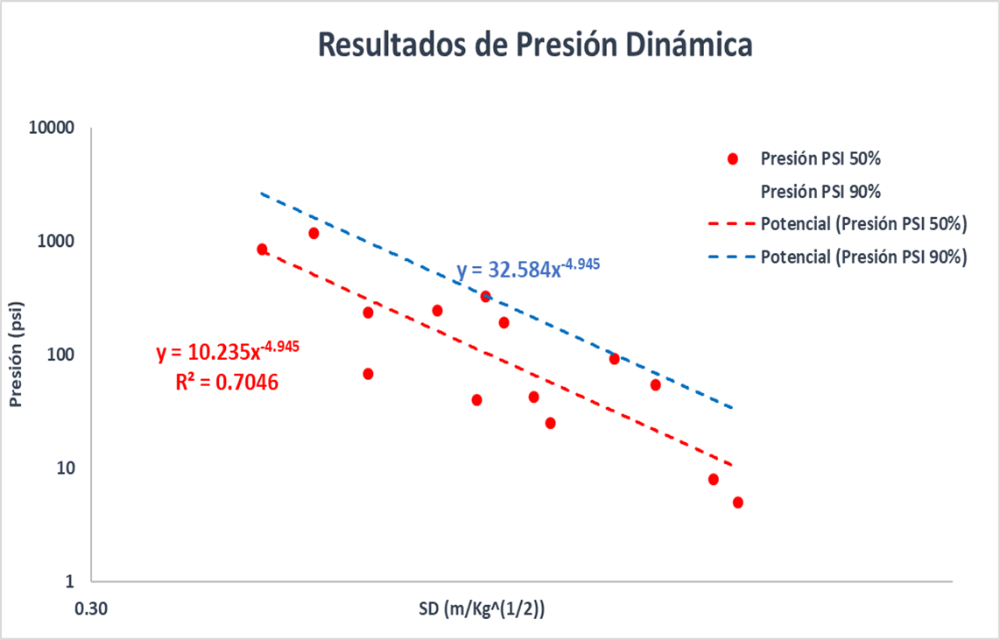 Resultados de Presión Dinámica
10000
1000
100
10
1
Presión (psi)
0.30
SD (m/Kg^(1/2))
Presión PSI 50%
Presión PSI 90%
Potencial (Presión PSI 50%)
Potencial (Presión PSI 90%)
y = 32.584x^-4.945
y = 10.235x^-4.945
R² = 0.7046